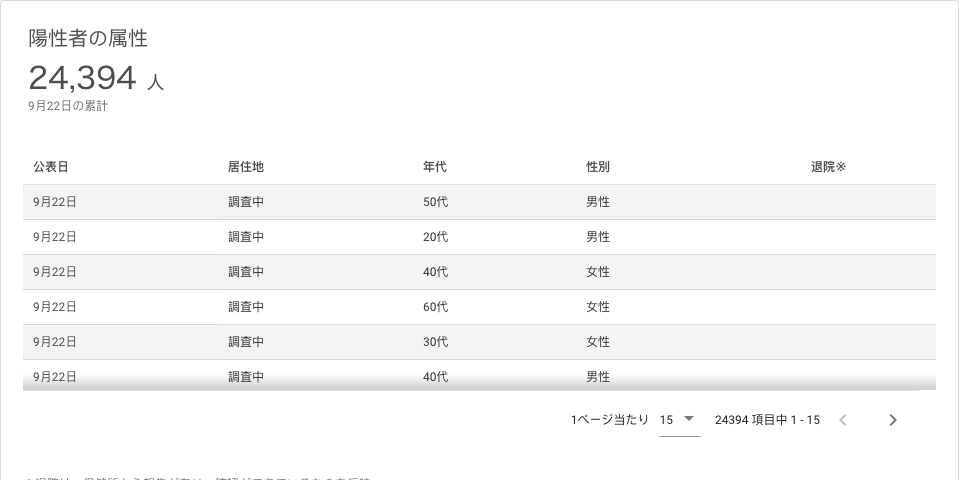 陽性者の属性
24,394 人
9月22日の累計
公表日 居住地 年代 性別 退院※
9月22日 調査中 50代 男性
9月22日 調査中 20代 男性
9月22日 調査中 40代 女性
9月22日 調査中 60代 女性
9月22日 調査中 30代 女性
9月22日 調査中 40代 男性
1ページ当たり 15 24394 項目中 1 - 15